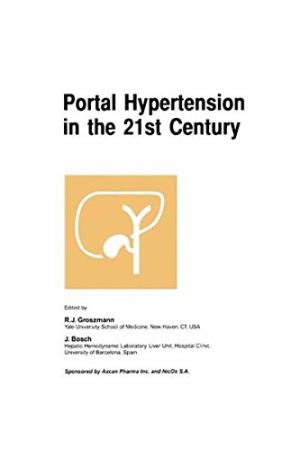 Portal Hypertension
in the 21st Century
Edited by
R.J. Groszmann
Yale University School of Medicine, New Haven, CT, USA
J. Bosch
Hepatic Hemodynamic Laboratory Liver Unit, Hospital Clinic,
University of Barcelona, Spain
Sponsored by Axcan Pharma Inc. and NicOx S.A.